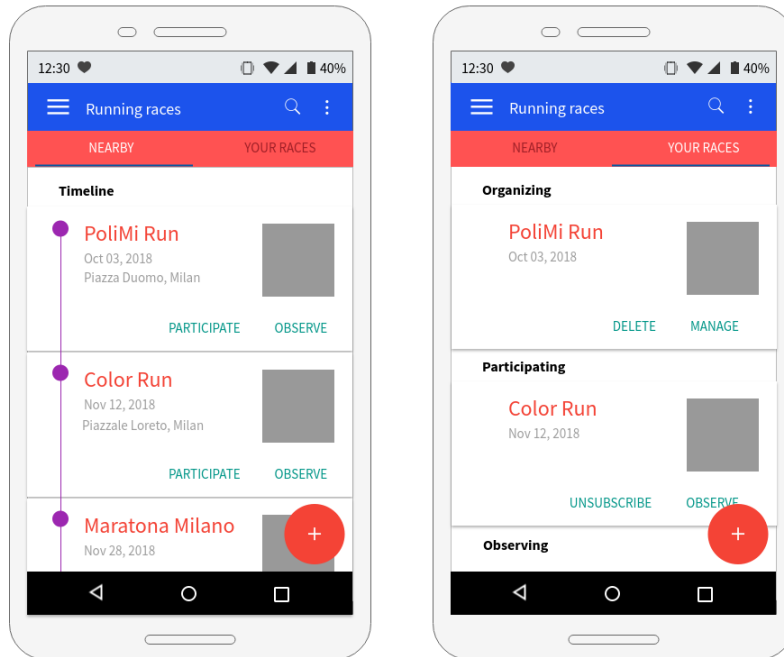 12:30 40%
Running races
NEARBY YOUR RACES
Timeline
PoliMi Run
Oct 03, 2018
Piazza Duomo, Milan
PARTICIPATE OBSERVE
Color Run
Nov 12, 2018
Piazzale Loreto, Milan
PARTICIPATE OBSERVE
Maratona Milano
Nov 28, 2018
+
12:30 40%
Running races
NEARBY YOUR RACES
Organizing
PoliMi Run
Oct 03, 2018
DELETE MANAGE
Participating
Color Run
Nov 12, 2018
UNSUBSCRIBE OBSERVE
Observing
+